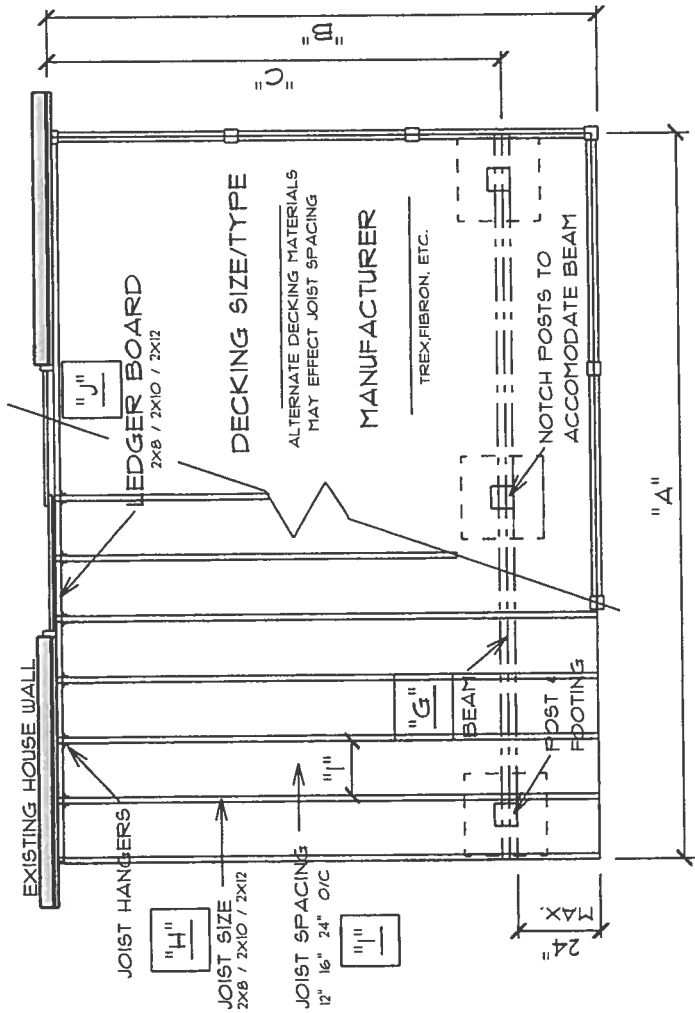 EXISTING HOUSE WALL
"J"
LEDGER BOARD
2X8 / 2X10 / 2X12
"B"
"C"
JOIST HANGERS
"H"
JOIST SIZE
2X8 / 2X10 / 2X12
JOIST SPACING
12" 16" 24" O/C
"I"
"I"
DECKING SIZE/TYPE
ALTERNATE DECKING MATERIALS
MAY EFFECT JOIST SPACING
MANUFACTURER
TREX,FIBRON, ETC.
"G"
BEAM
POST &
FOOTING
NOTCH POSTS TO
ACCOMODATE BEAM
24"
MAX.
"A"